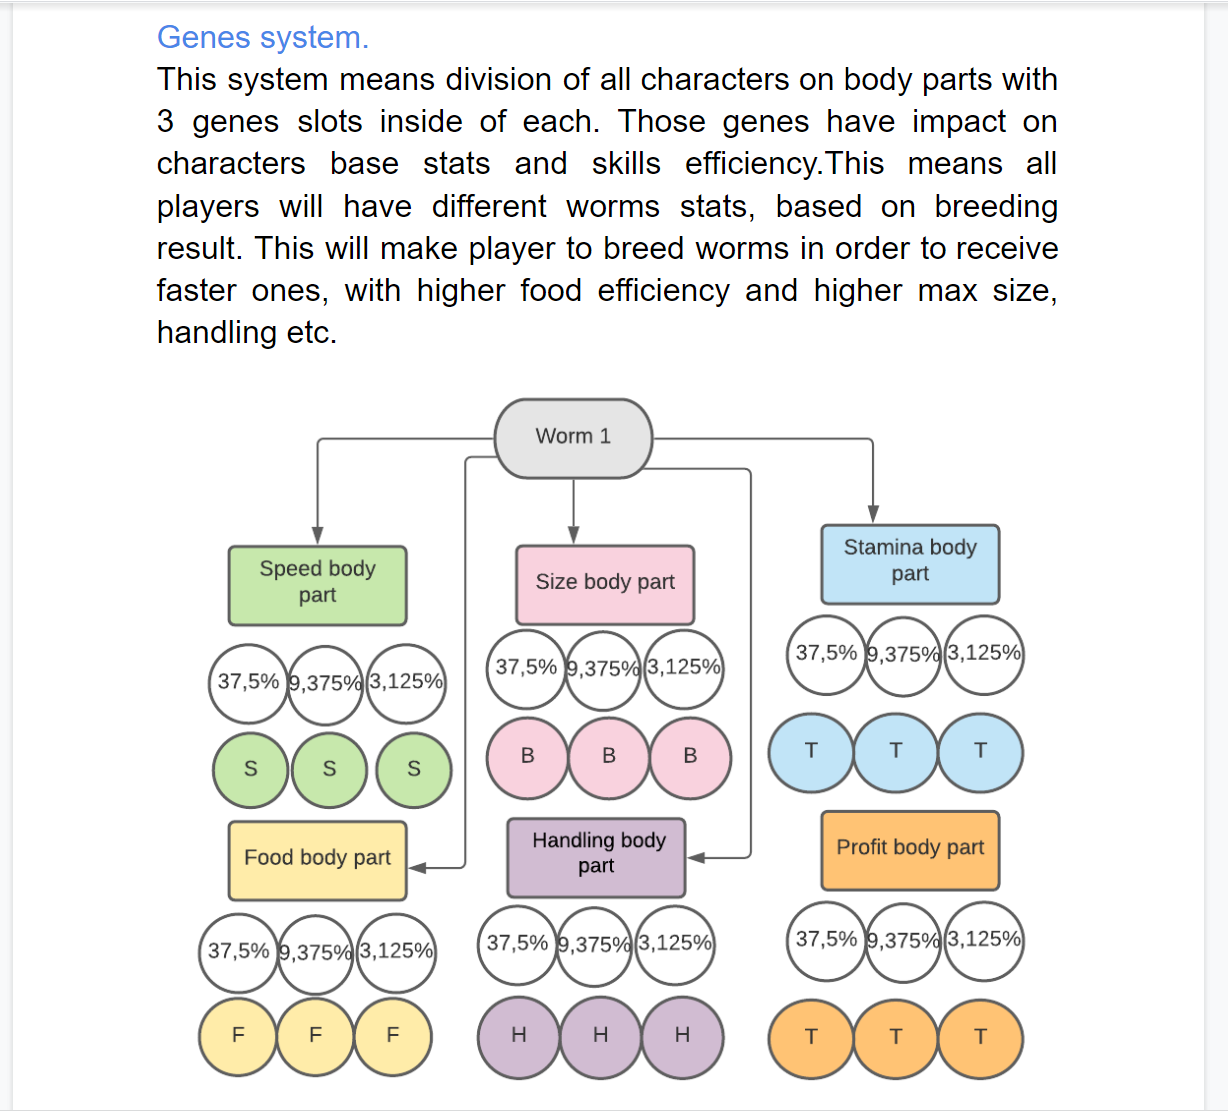 Genes system.
This system means division of all characters on body parts with
3 genes slots inside of each. Those genes have impact on
characters base stats and skills efficiency.This means all
players will have different worms stats, based on breeding
result. This will make player to breed worms in order to receive
faster ones, with higher food efficiency and higher max size,
handling etc.
Worm 1
Speed body
part
37,5% 9,375% 3,125%
S S S
Size body part
37,5% 9,375% 3,125%
B B B
Stamina body
part
37,5% 9,375% 3,125%
T T T
Food body part
37,5% 9,375% 3,125%
F F F
Handling body
part
37,5% 9,375% 3,125%
H H H
Profit body part
37,5% 9,375% 3,125%
T T T